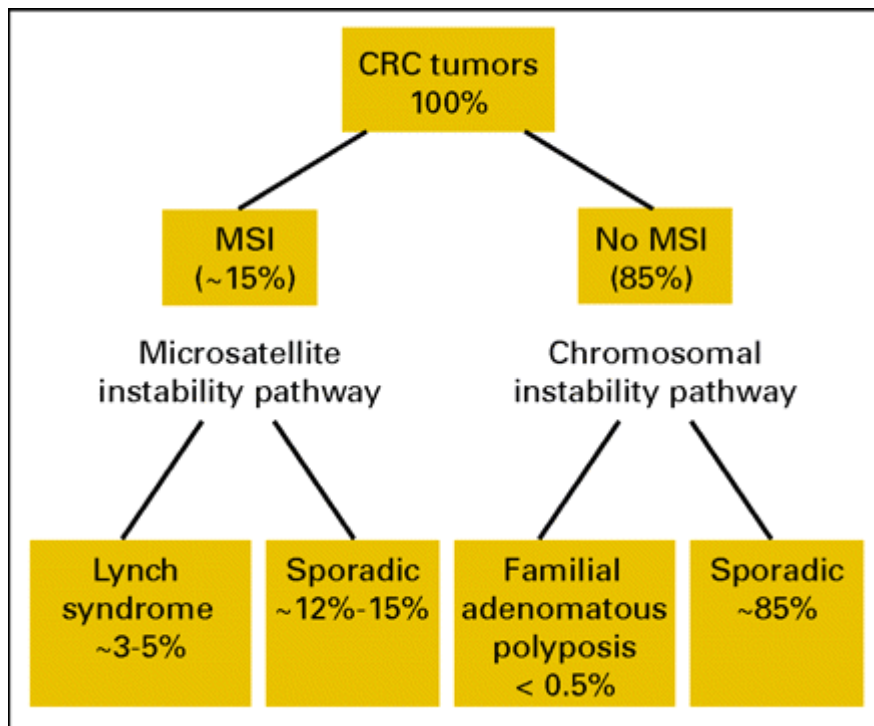 CRC tumors
100%
MSI
(~15%)
No MSI
(85%)
Microsatellite
instability pathway
Chromosomal
instability pathway
Lynch
syndrome
~3-5%
Sporadic
~12%-15%
Familial
adenomatous
polyposis
< 0.5%
Sporadic
~85%